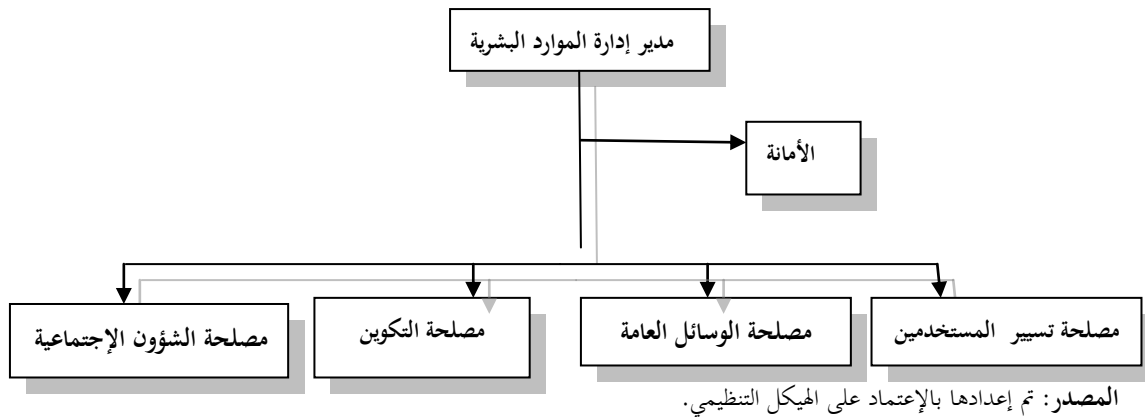 مدير إدارة الموارد البشرية
الأمانة
مصلحة تسيير المستخدمين
مصلحة الوسائل العامة
مصلحة التكوين
مصلحة الشؤون الإجتماعية
المصدر: تم إعدادها بالإعتماد على الهيكل التنظيمي.